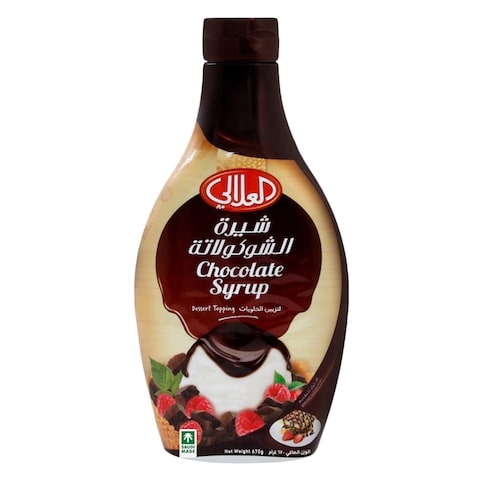 العلالي
شيرة
الشوكولاتة
Chocolate
Syrup
Dessert Topping لتزيين الحلويات
SAUDI
MADE
Net Weight 670g الوزن الصافي ٦٧٠ غرام